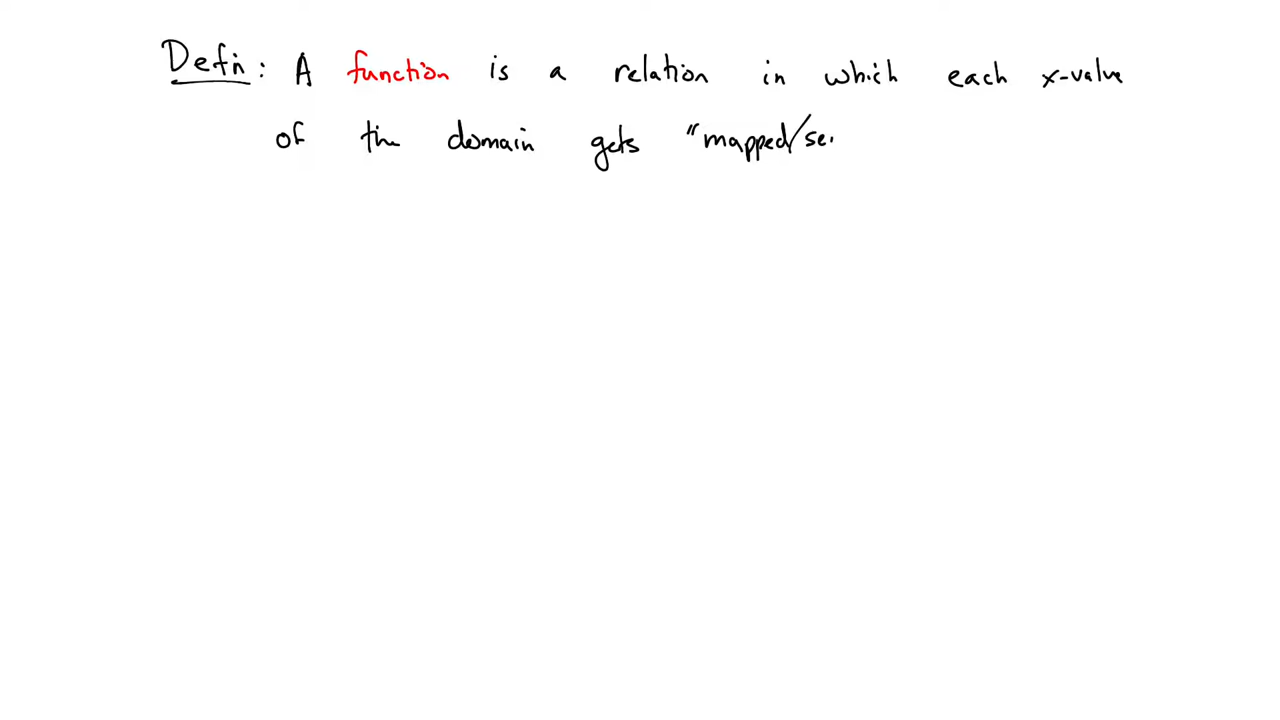 Defn: A function is a relation in which each x-value
of the domain gets "mapped/se